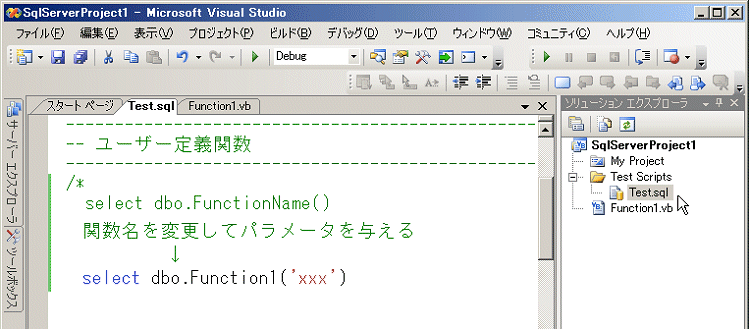 SqlServerProject1 - Microsoft Visual Studio
ファイル(F) 編集(E) 表示(V) プロジェクト(P) ビルド(B) デバッグ(D) ツール(T) ウィンドウ(W) コミュニティ(C) ヘルプ(H)
Debug
サーバー エクスプローラ
ツールボックス
スタート ページ Test.sql Function1.vb
-- ユーザー定義関数
/*
select dbo.FunctionName()
関数名を変更してパラメータを与える
↓
select dbo.Function1('xxx')
ソリューション エクスプローラ
SqlServerProject1
My Project
Test Scripts
Test.sql
Function1.vb